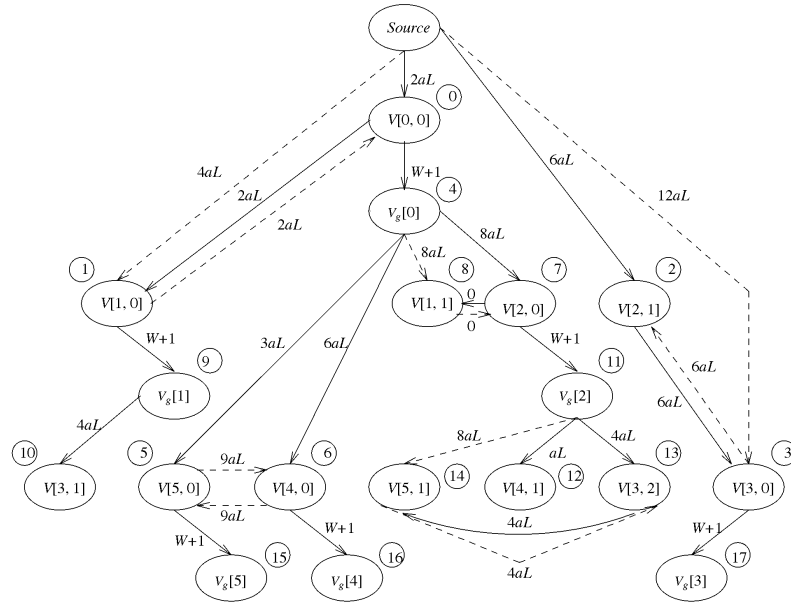 Source
2aL
0
V[0, 0]
4aL
2aL
2aL
6aL
12aL
W+1
4
V_g[0]
8aL
8aL
1
8
7
2
V[1, 0]
V[1, 1]
0
0
V[2, 0]
V[2, 1]
W+1
9
3aL
6aL
W+1
11
6aL
6aL
V_g[1]
V_g[2]
4aL
8aL
aL
4aL
10
5
6
14
12
13
3
V[3, 1]
V[5, 0]
9aL
9aL
V[4, 0]
V[5, 1]
V[4, 1]
V[3, 2]
V[3, 0]
4aL
W+1
15
W+1
16
4aL
W+1
17
V_g[5]
V_g[4]
V_g[3]